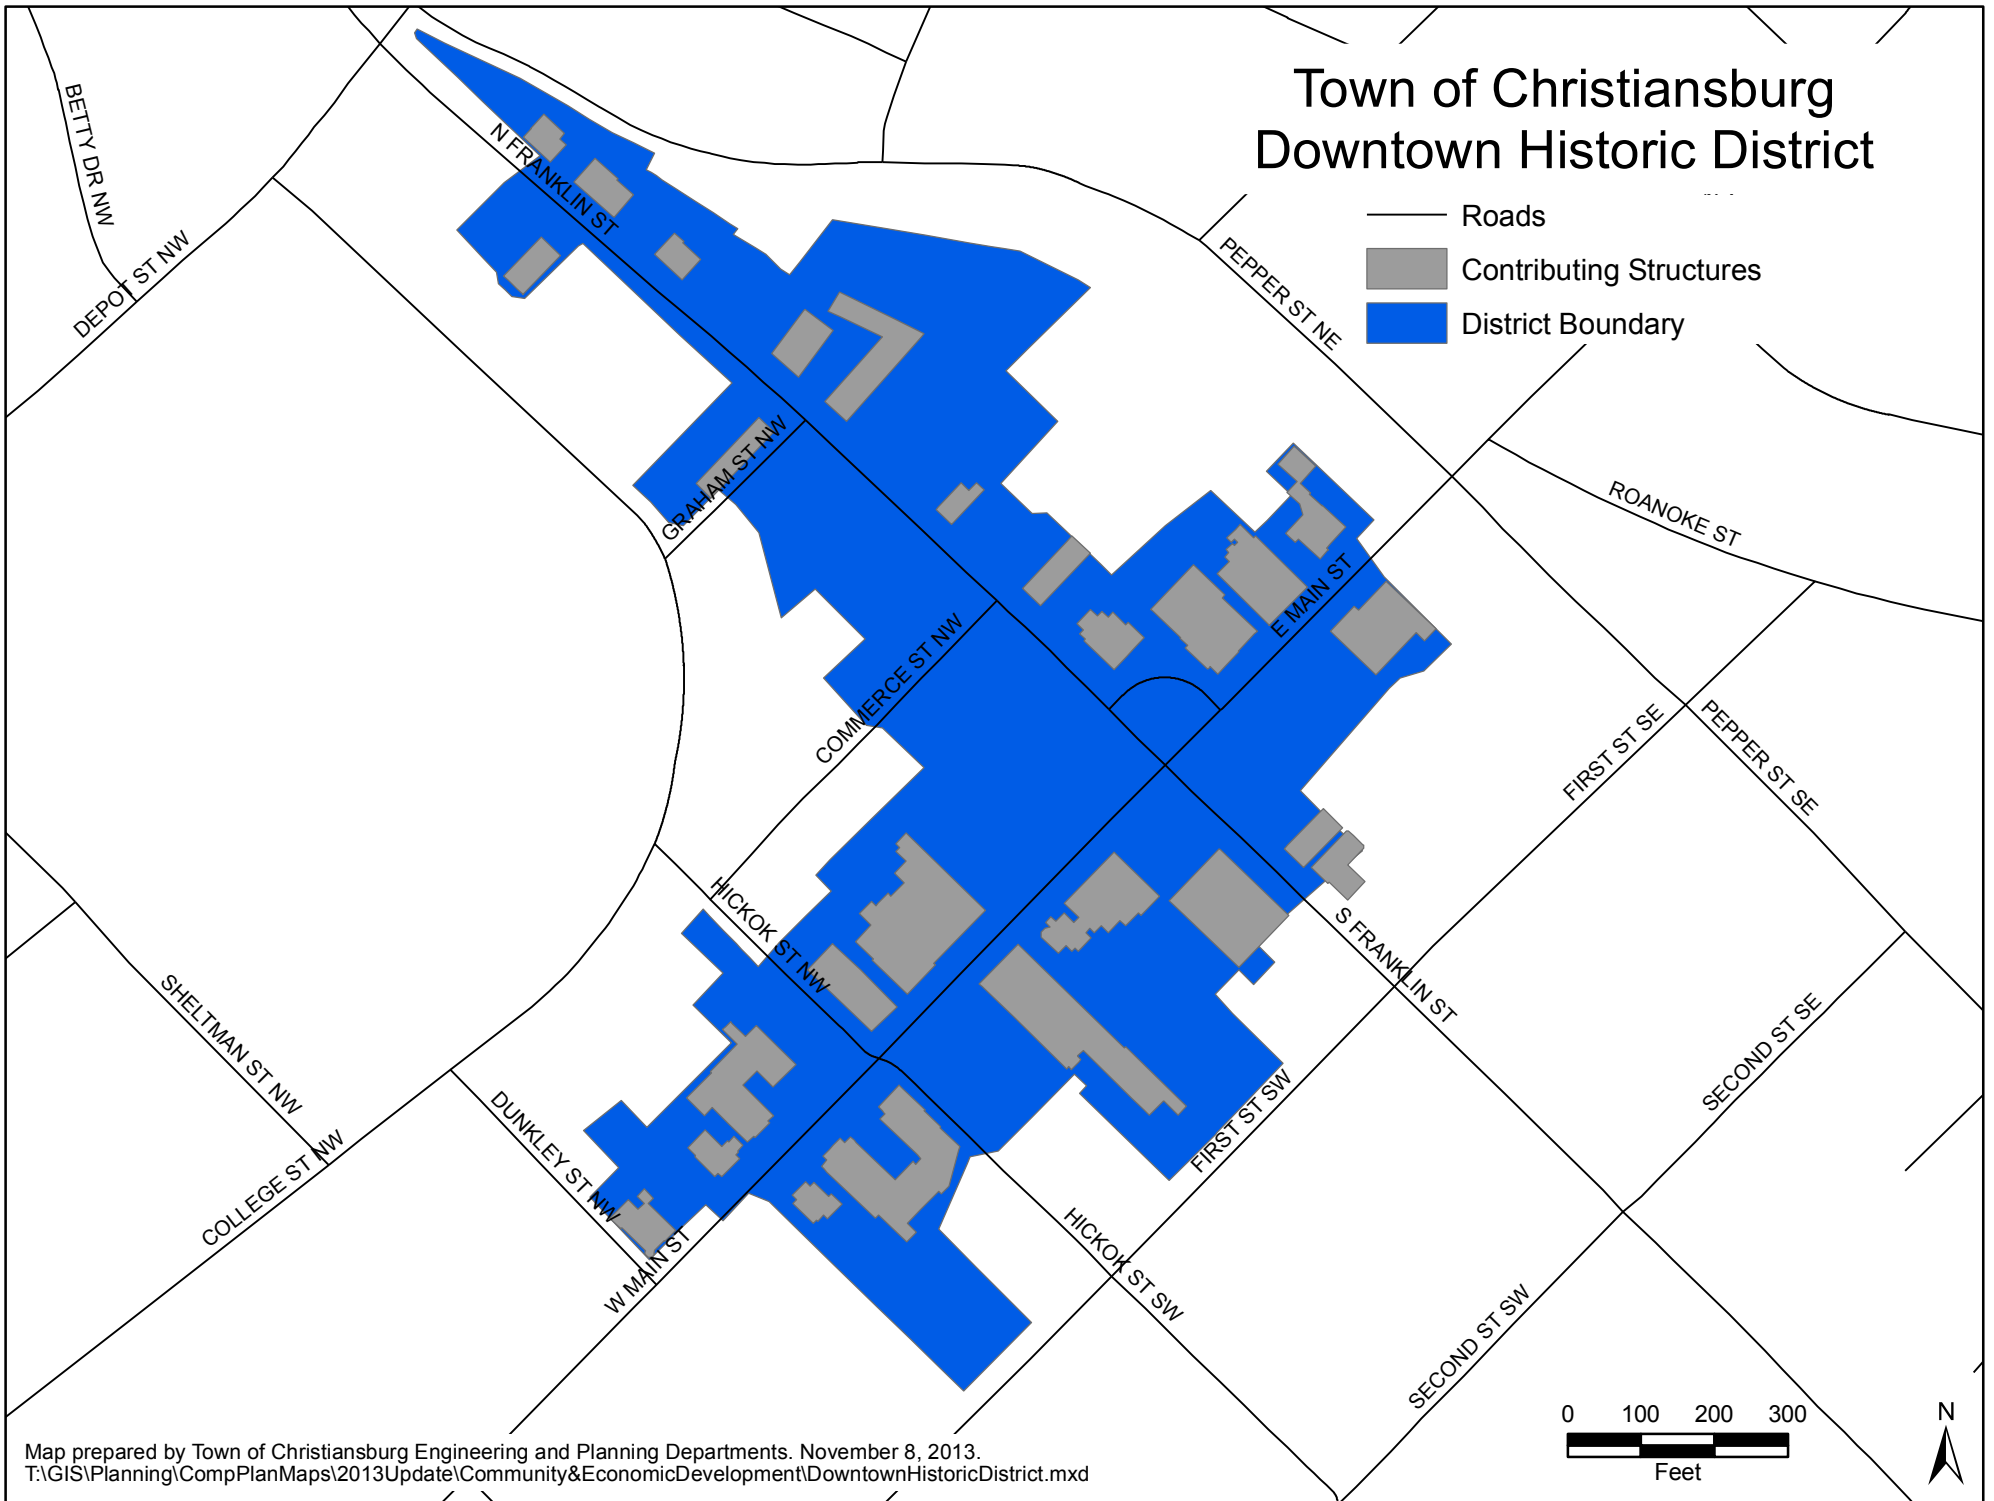 Town of Christiansburg
Downtown Historic District
Roads
Contributing Structures
District Boundary
BETTY DR NW
DEPOT ST NW
N FRANKLIN ST
PEPPER ST NE
GRAHAM ST NW
ROANOKE ST
E MAIN ST
COMMERCE ST NW
FIRST ST SE
PEPPER ST SE
HICKOK ST NW
S FRANKLIN ST
SHELTMAN ST NW
SECOND ST SE
DUNKLEY ST NW
COLLEGE ST NW
FIRST ST SW
W MAIN ST
HICKOK ST SW
SECOND ST SW
0 100 200 300
Feet
N
Map prepared by Town of Christiansburg Engineering and Planning Departments. November 8, 2013.
T:\GIS\Planning\CompPlanMaps\2013Update\Community&EconomicDevelopment\DowntownHistoricDistrict.mxd